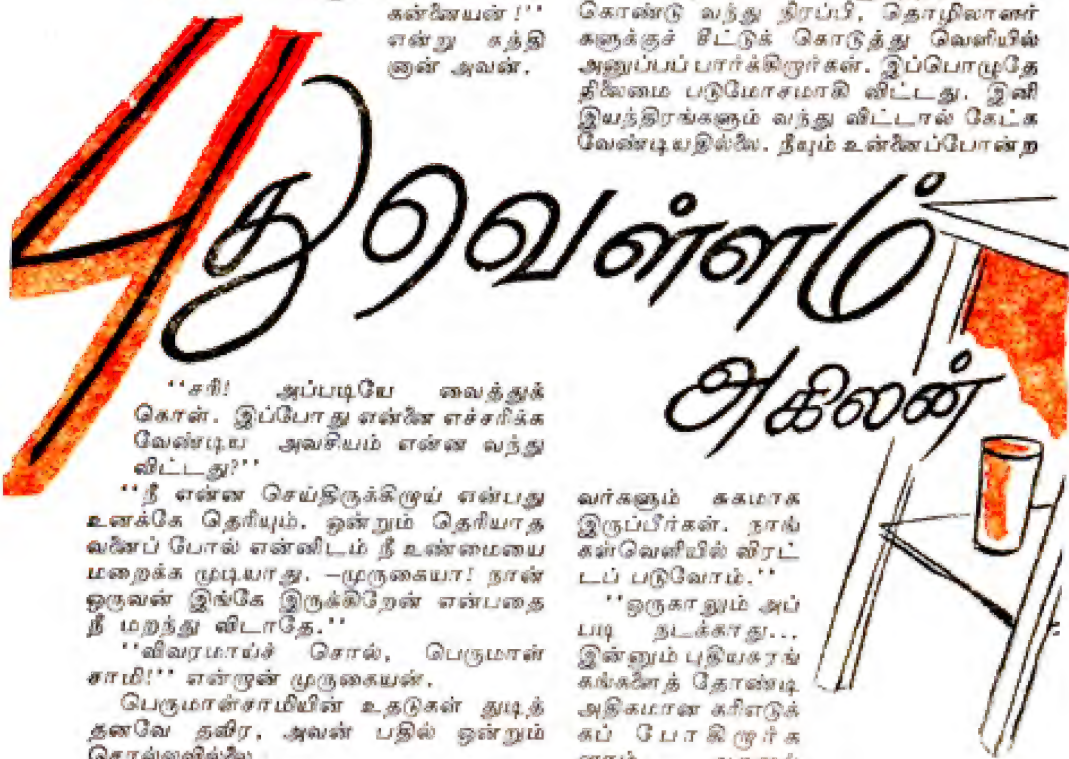 கன்னையன்!''
என்று கத்தி
னான் அவன்.
புது வெள்ளம்
அகிலன்
''சரி! அப்படியே வைத்துக்
கொள். இப்போது என்னை எச்சரிக்க
வேண்டிய அவசியம் என்ன வந்து
விட்டது?''
''நீ என்ன செய்திருக்கிறாய் என்பது
உனக்கே தெரியும். ஒன்றும் தெரியாத
வனைப் போல் என்னிடம் நீ உண்மையை
மறைக்க முடியாது. —முருகையா! நான்
ஒருவன் இங்கே இருக்கிறேன் என்பதை
நீ மறந்து விடாதே.''
''விவரமாய்ச் சொல், பெருமாள்
சாமி!'' என்றான் முருகையன்.
பெருமாள்சாமியின் உதடுகள் துடித்
தனவே தவிர, அவன் பதில் ஒன்றும்
சொல்லவில்லை.
கொண்டு வந்து நிரப்பி, தொழிலாளர்
களுக்குச் சீட்டுக் கொடுத்து வெளியில்
அனுப்பப் பார்க்கிறார்கள். இப்பொழுதே
நிலைமை படுமோசமாகி விட்டது. இனி
இயந்திரங்களும் வந்து விட்டால் கேட்க
வேண்டியதில்லை. நீயும் உன்னைப்போன்ற
வர்களும் சுகமாக
இருப்பீர்கள். நாங்
கள்வெளியில் விரட்
டப் படுவோம்.''
''ஒருகாலும் அப்
படி நடக்காது...
இன்னும் புதியசுரங்
கங்களைத் தோண்டி
அதிகமான கரிஎடுக்
கப் போகிறார்க